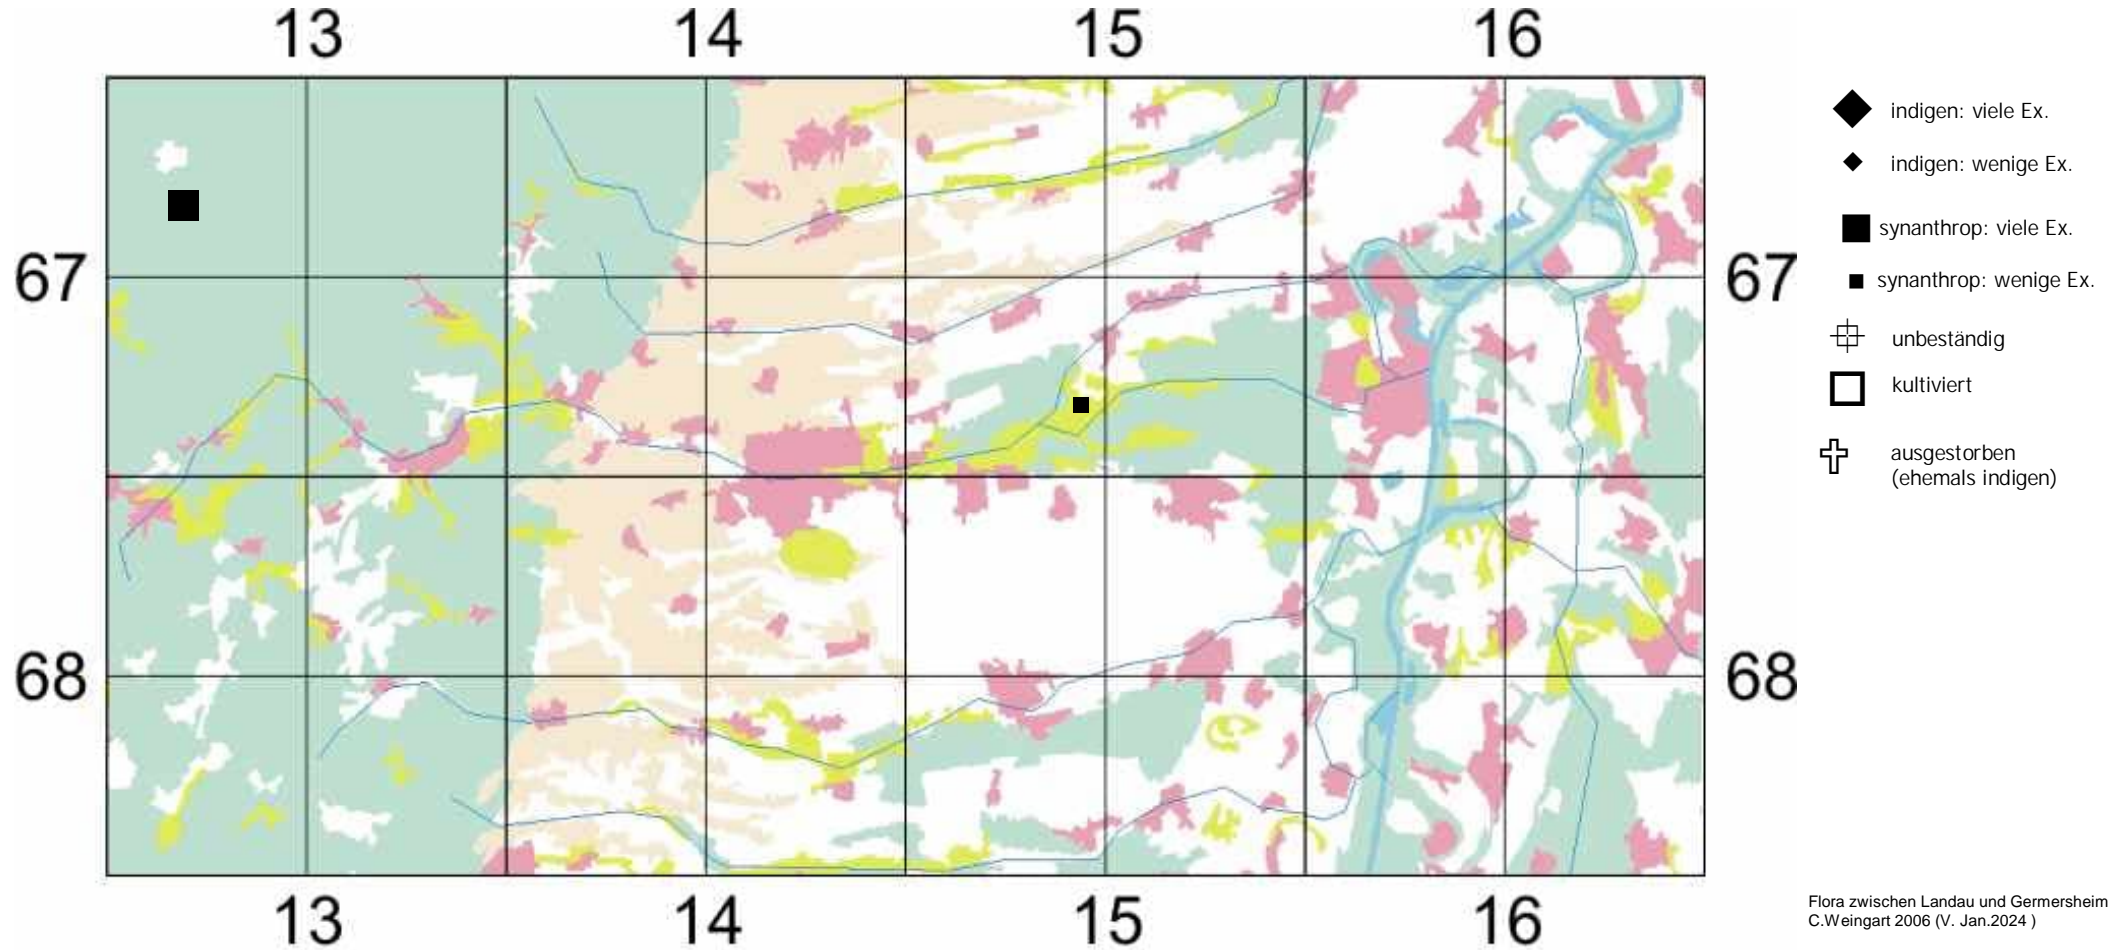 13 14 15 16
indigen: viele Ex.
indigen: wenige Ex.
synanthrop: viele Ex.
67 67
synanthrop: wenige Ex.
unbeständig
kultiviert
ausgestorben
(ehemals indigen)
68 68
13 14 15 16
Flora zwischen Landau und Germersheim
C.Weingart 2006 (V. Jan.2024 )